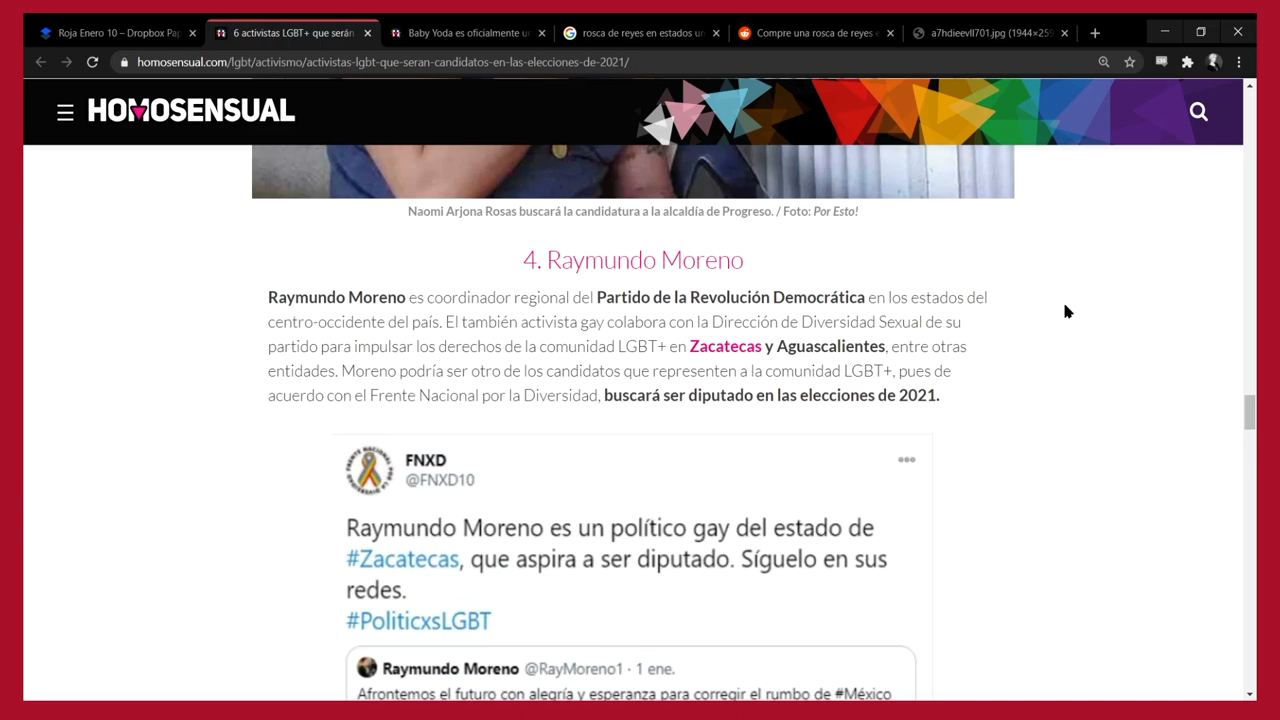 Roja Enero 10 – Dropbox Pap
6 activistas LGBT+ que serán
Baby Yoda es oficialmente u
rosca de reyes en estados un
Compre una rosca de reyes e
a7hdieevll701.jpg (1944×259
homosensual.com/lgbt/activismo/activistas-lgbt-que-seran-candidatos-en-las-elecciones-de-2021/
HOMOSENSUAL
Naomi Arjona Rosas buscará la candidatura a la alcaldía de Progreso. / Foto: Por Esto!
4. Raymundo Moreno
Raymundo Moreno es coordinador regional del Partido de la Revolución Democrática en los estados del
centro-occidente del país. El también activista gay colabora con la Dirección de Diversidad Sexual de su
partido para impulsar los derechos de la comunidad LGBT+ en Zacatecas y Aguascalientes, entre otras
entidades. Moreno podría ser otro de los candidatos que representen a la comunidad LGBT+, pues de
acuerdo con el Frente Nacional por la Diversidad, buscará ser diputado en las elecciones de 2021.
FNXD
@FNXD10
Raymundo Moreno es un político gay del estado de
#Zacatecas, que aspira a ser diputado. Síguelo en sus
redes.
#PoliticxsLGBT
Raymundo Moreno @RayMoreno1 · 1 ene.
Afrontemos el futuro con alegría y esperanza para corregir el rumbo de #México